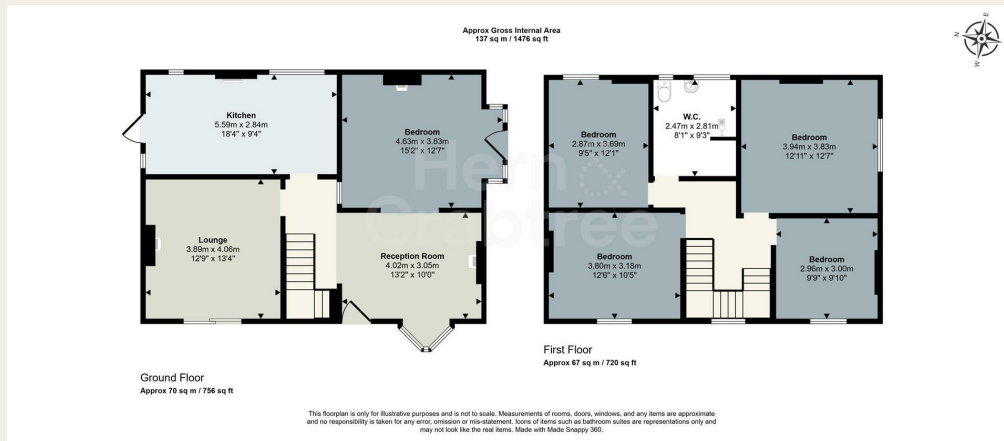 Approx Gross Internal Area
137 sq m / 1476 sq ft
N
E
S
W
Kitchen
5.59m x 2.84m
18'4" x 9'4"
Bedroom
4.63m x 3.83m
15'2" x 12'7"
Lounge
3.89m x 4.06m
12'9" x 13'4"
Reception Room
4.02m x 3.05m
13'2" x 10'0"
Bedroom
2.87m x 3.69m
9'5" x 12'1"
W.C.
2.47m x 2.81m
8'1" x 9'3"
Bedroom
3.94m x 3.83m
12'11" x 12'7"
Bedroom
3.80m x 3.18m
12'6" x 10'5"
Bedroom
2.96m x 3.00m
9'9" x 9'10"
Hern &
Crabtree
Ground Floor
Approx 70 sq m / 756 sq ft
First Floor
Approx 67 sq m / 720 sq ft
This floorplan is only for illustrative purposes and is not to scale. Measurements of rooms, doors, windows, and any items are approximate
and no responsibility is taken for any error, omission or mis-statement. Icons of items such as bathroom suites are representations only and
may not look like the real items. Made with Made Snappy 360.